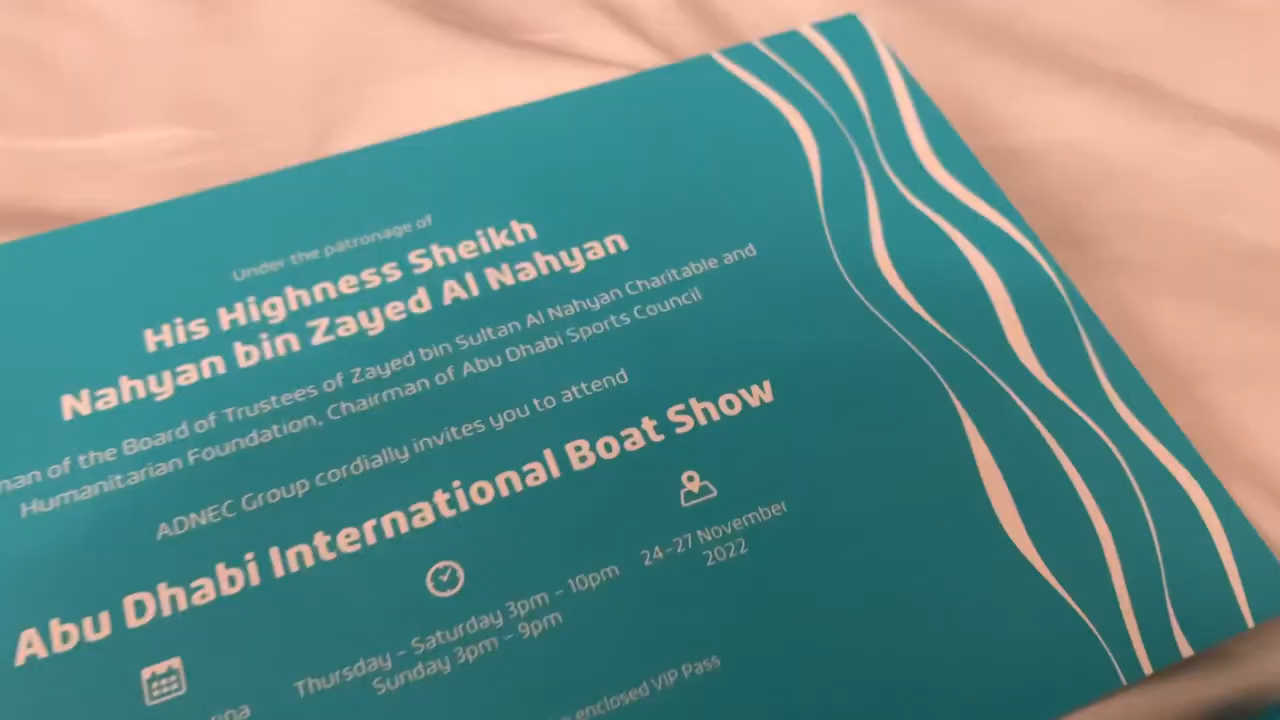 Under the patronage of
His Highness Sheikh
Nahyan bin Zayed Al Nahyan
of the Board of Trustees of Zayed bin Sultan Al Nahyan Charitable and
Humanitarian Foundation, Chairman of Abu Dhabi Sports Council
ADNEC Group cordially invites you to attend
Abu Dhabi International Boat Show
Thursday - Saturday 3pm - 10pm
Sunday 3pm - 9pm
24-27 November
2022
enclosed VIP Pass